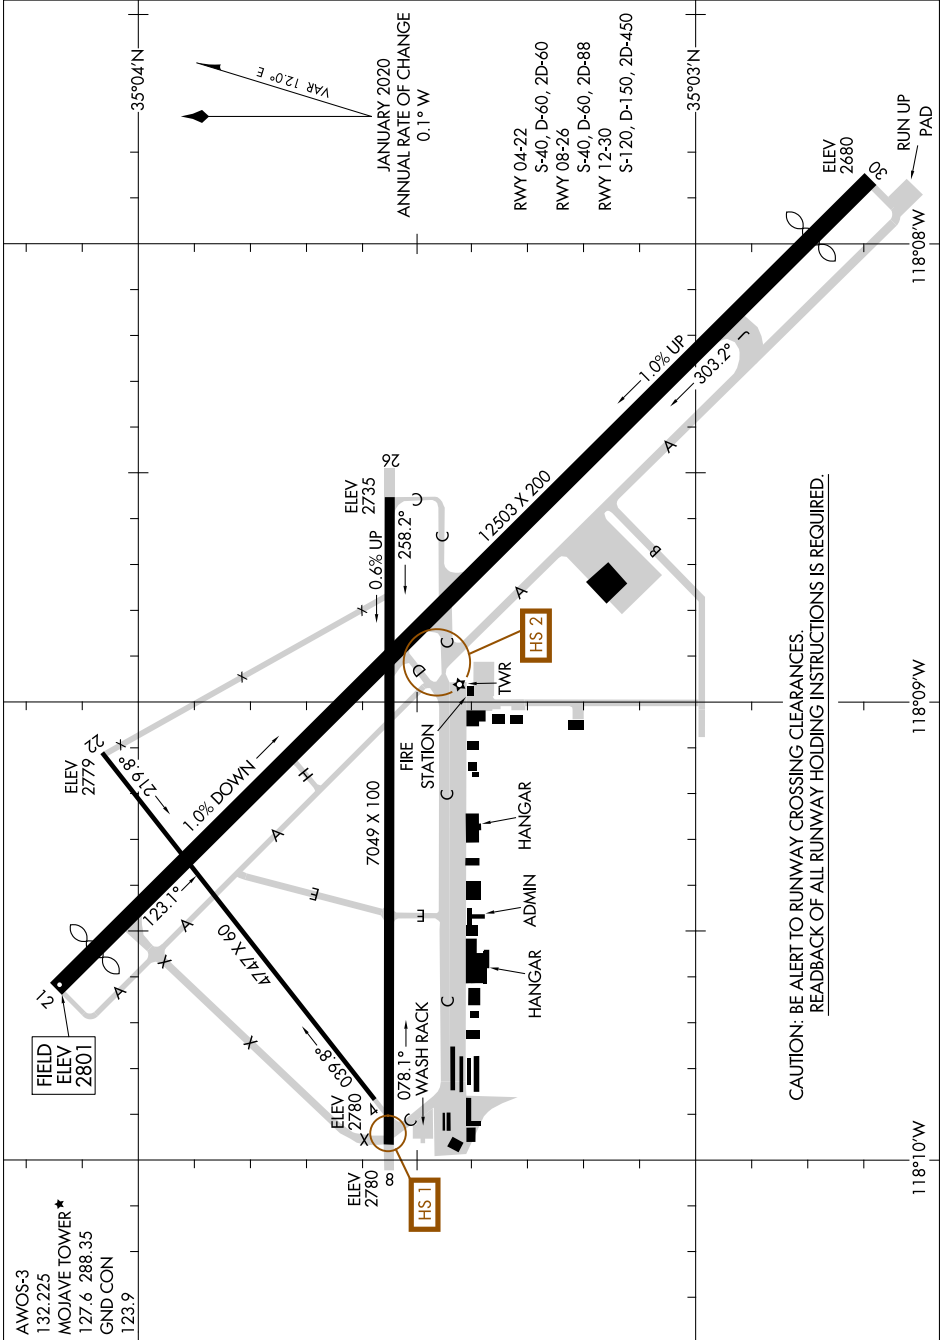 AWOS-3
132.225
MOJAVE TOWER★
127.6 288.35
GND CON
123.9
JANUARY 2020
ANNUAL RATE OF CHANGE
0.1° W
VAR 12.0° E
35°04'N
35°03'N
RWY 04-22
S-40, D-60, 2D-60
RWY 08-26
S-40, D-60, 2D-88
RWY 12-30
S-120, D-150, 2D-450
FIELD
ELEV
2801
12
A
X
A
123.1°
1.0% DOWN
ELEV
2779
22
219.8°
X
X
X
4747 X 60
X
A
H
E
E
039.8°
ELEV
2780
4
X
ELEV
2780
8
HS 1
078.1°
7049 X 100
0.6% UP
258.2°
ELEV
2735
26
C
WASH RACK
C
C
C
C
C
D
HS 2
FIRE
STATION
TWR
HANGAR
ADMIN
HANGAR
12503 X 200
A
B
A
1.0% UP
303.2°
J
ELEV
2680
30
RUN UP
PAD
118°10'W
118°09'W
118°08'W
CAUTION: BE ALERT TO RUNWAY CROSSING CLEARANCES.
READBACK OF ALL RUNWAY HOLDING INSTRUCTIONS IS REQUIRED.